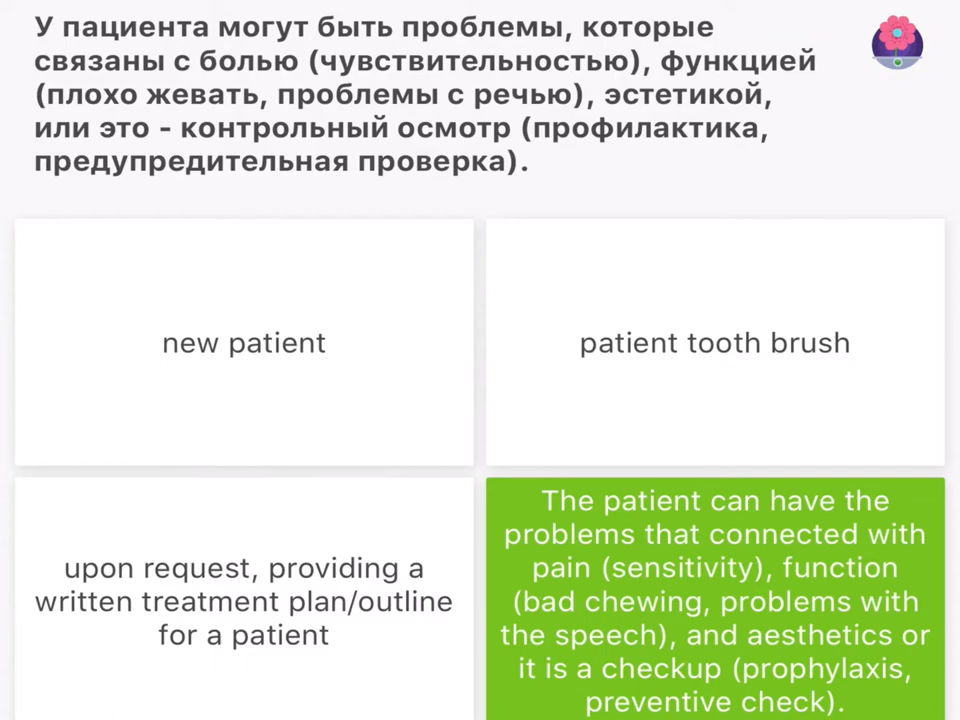 У пациента могут быть проблемы, которые
связаны с болью (чувствительностью), функцией
(плохо жевать, проблемы с речью), эстетикой,
или это - контрольный осмотр (профилактика,
предупредительная проверка).
new patient
patient tooth brush
upon request, providing a
written treatment plan/outline
for a patient
The patient can have the
problems that connected with
pain (sensitivity), function
(bad chewing, problems with
the speech), and aesthetics or
it is a checkup (prophylaxis,
preventive check).